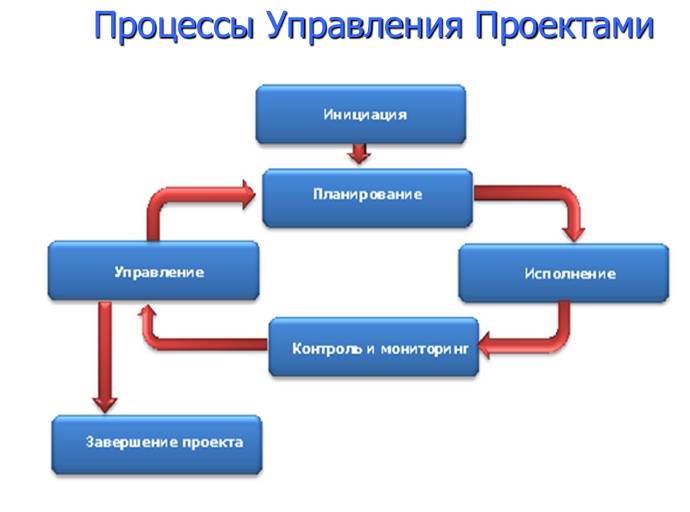 Процессы Управления Проектами
Инициация
Планирование
Управление
Исполнение
Контроль и мониторинг
Завершение проекта